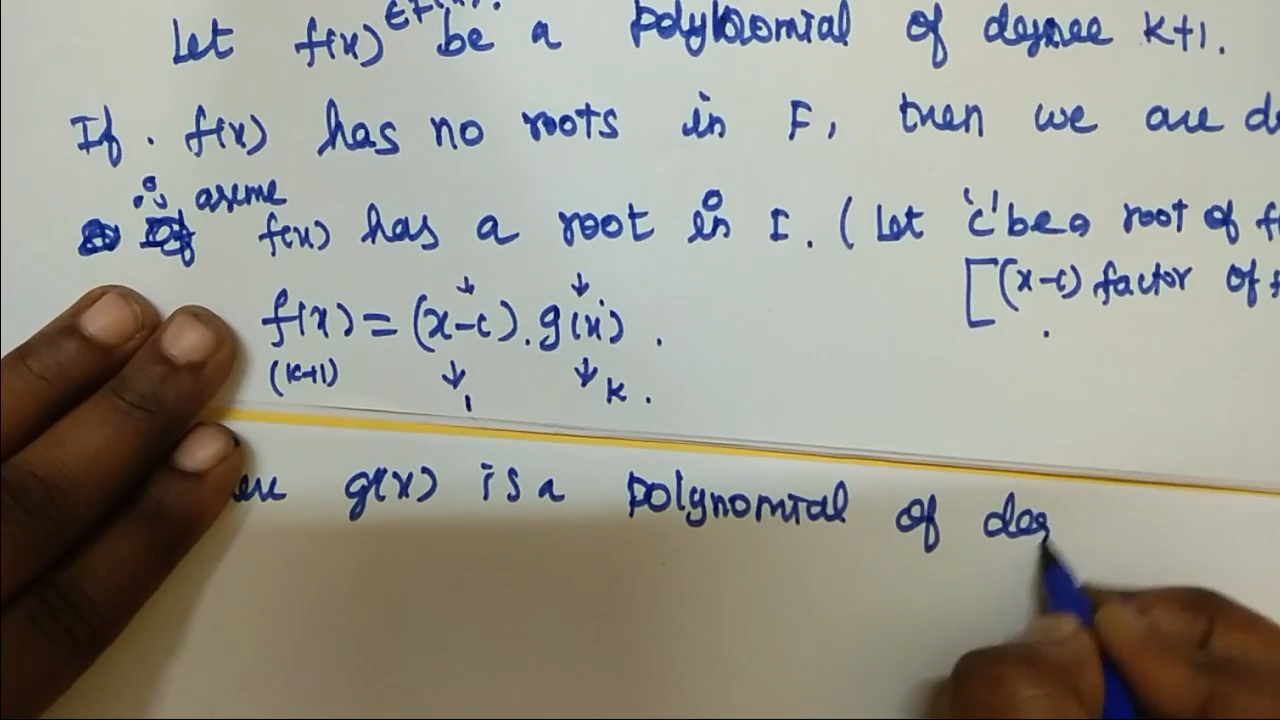 Let f(x) ∈ F be a polynomial of degree k+1.
If. f(x) has no roots in F, then we are
∴ assme f(x) has a root in F. (Let 'c' be a root of
[(x-c) factor of
f(x) = (x-c).g(x).
(k+1) ↓ 1 ↓ k.
g(x) is a polynomial of deg